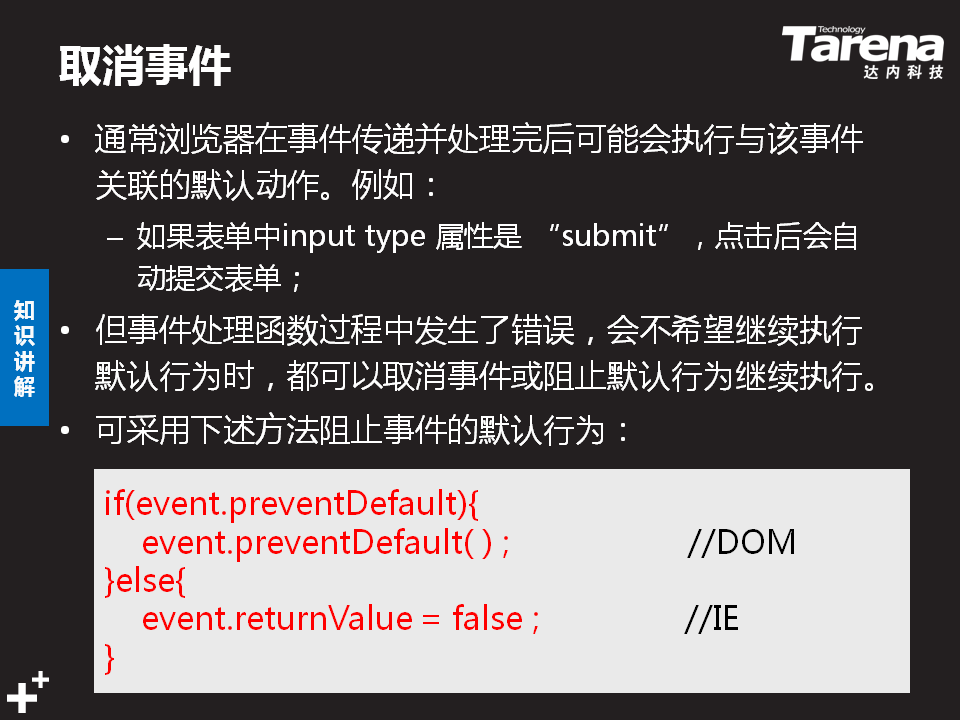 取消事件
Technology
Tarena
达内科技
• 通常浏览器在事件传递并处理完后可能会执行与该事件
关联的默认动作。例如：
– 如果表单中input type 属性是 “submit”，点击后会自
动提交表单；
知识讲解
• 但事件处理函数过程中发生了错误，会不希望继续执行
默认行为时，都可以取消事件或阻止默认行为继续执行。
• 可采用下述方法阻止事件的默认行为：
if(event.preventDefault){
event.preventDefault( ) ; //DOM
}else{
event.returnValue = false ; //IE
}